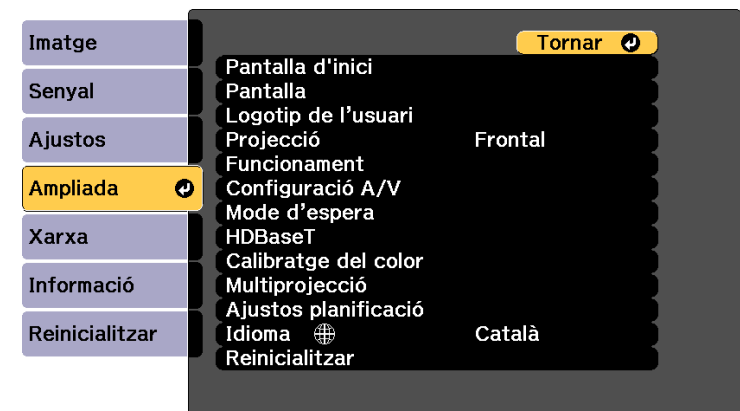 Imatge
Senyal
Ajustos
Ampliada
Xarxa
Informació
Reinicialitzar
Tornar
Pantalla d'inici
Pantalla
Logotip de l’usuari
Projecció Frontal
Funcionament
Configuració A/V
Mode d’espera
HDBaseT
Calibratge del color
Multiprojecció
Ajustos planificació
Idioma Català
Reinicialitzar